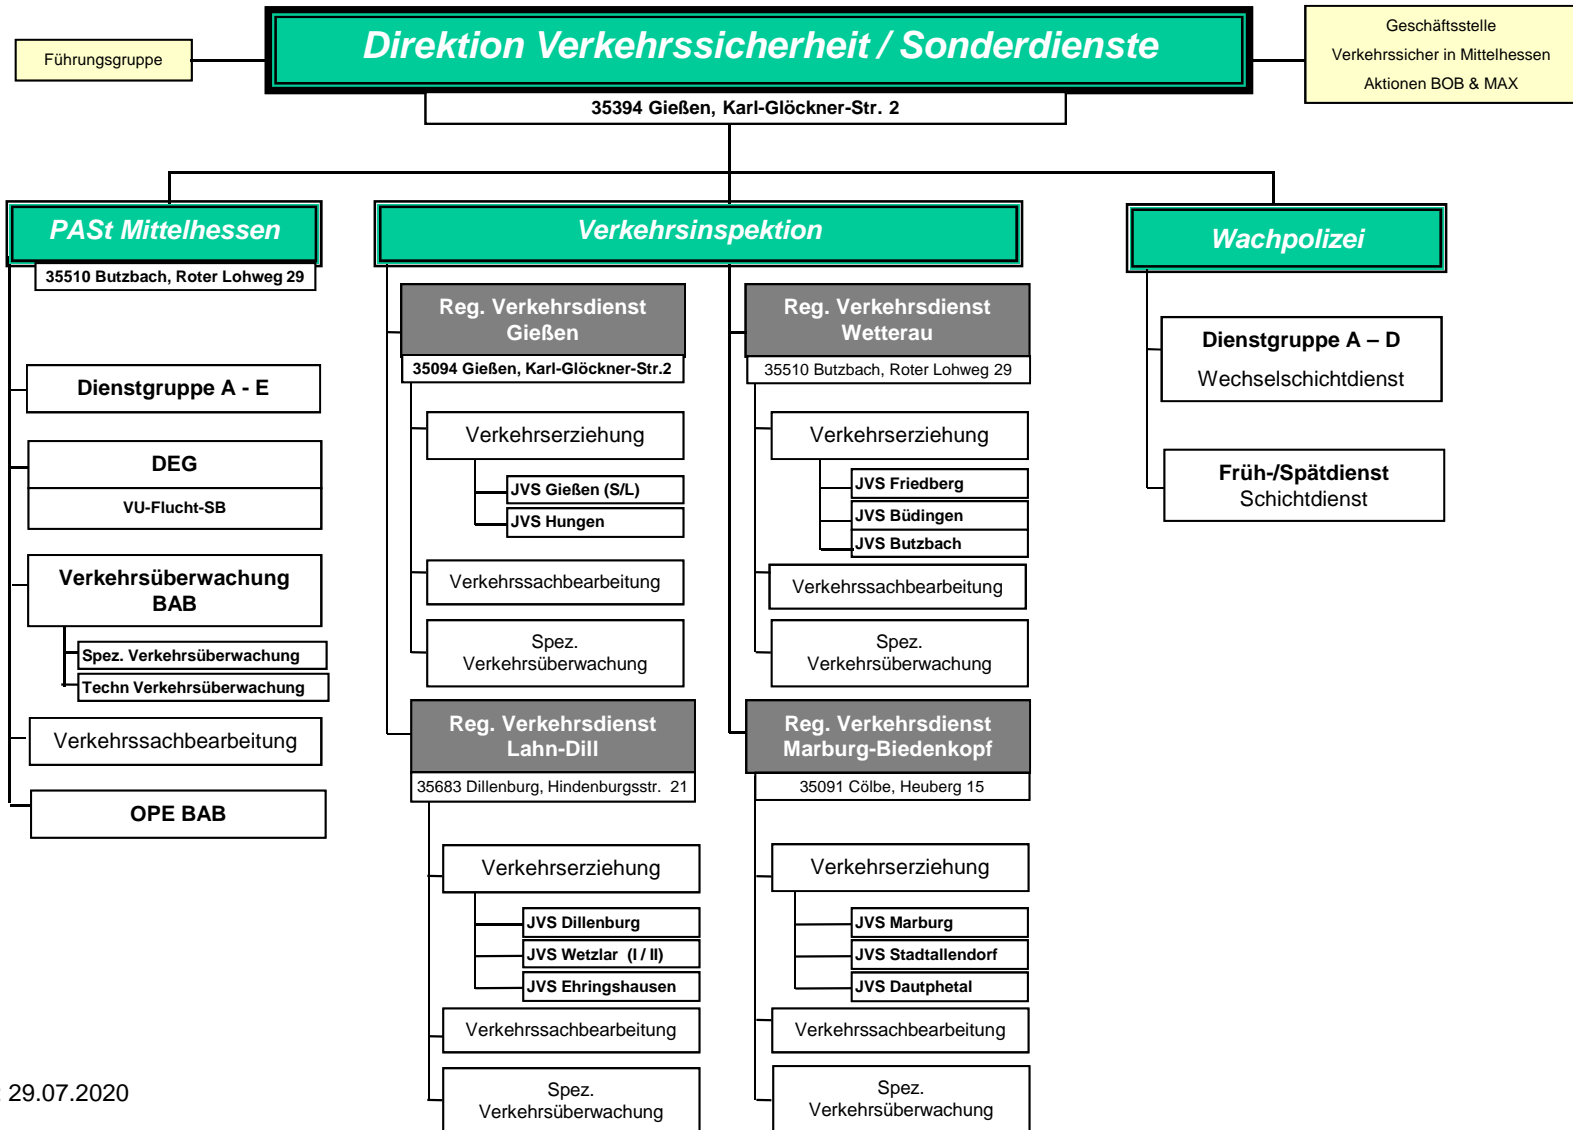 Führungsgruppe
Direktion Verkehrssicherheit / Sonderdienste
35394 Gießen, Karl-Glöckner-Str. 2
Geschäftsstelle
Verkehrssicher in Mittelhessen
Aktionen BOB & MAX
PASt Mittelhessen
35510 Butzbach, Roter Lohweg 29
Dienstgruppe A - E
DEG
VU-Flucht-SB
Verkehrsüberwachung
BAB
Spez. Verkehrsüberwachung
Techn Verkehrsüberwachung
Verkehrssachbearbeitung
OPE BAB
Verkehrsinspektion
Reg. Verkehrsdienst
Gießen
35094 Gießen, Karl-Glöckner-Str.2
Verkehrserziehung
JVS Gießen (S/L)
JVS Hungen
Verkehrssachbearbeitung
Spez.
Verkehrsüberwachung
Reg. Verkehrsdienst
Lahn-Dill
35683 Dillenburg, Hindenburgsstr. 21
Verkehrserziehung
JVS Dillenburg
JVS Wetzlar (I / II)
JVS Ehringshausen
Verkehrssachbearbeitung
Spez.
Verkehrsüberwachung
Reg. Verkehrsdienst
Wetterau
35510 Butzbach, Roter Lohweg 29
Verkehrserziehung
JVS Friedberg
JVS Büdingen
JVS Butzbach
Verkehrssachbearbeitung
Spez.
Verkehrsüberwachung
Reg. Verkehrsdienst
Marburg-Biedenkopf
35091 Cölbe, Heuberg 15
Verkehrserziehung
JVS Marburg
JVS Stadtallendorf
JVS Dautphetal
Verkehrssachbearbeitung
Spez.
Verkehrsüberwachung
Wachpolizei
Dienstgruppe A – D
Wechselschichtdienst
Früh-/Spätdienst
Schichtdienst
: 29.07.2020